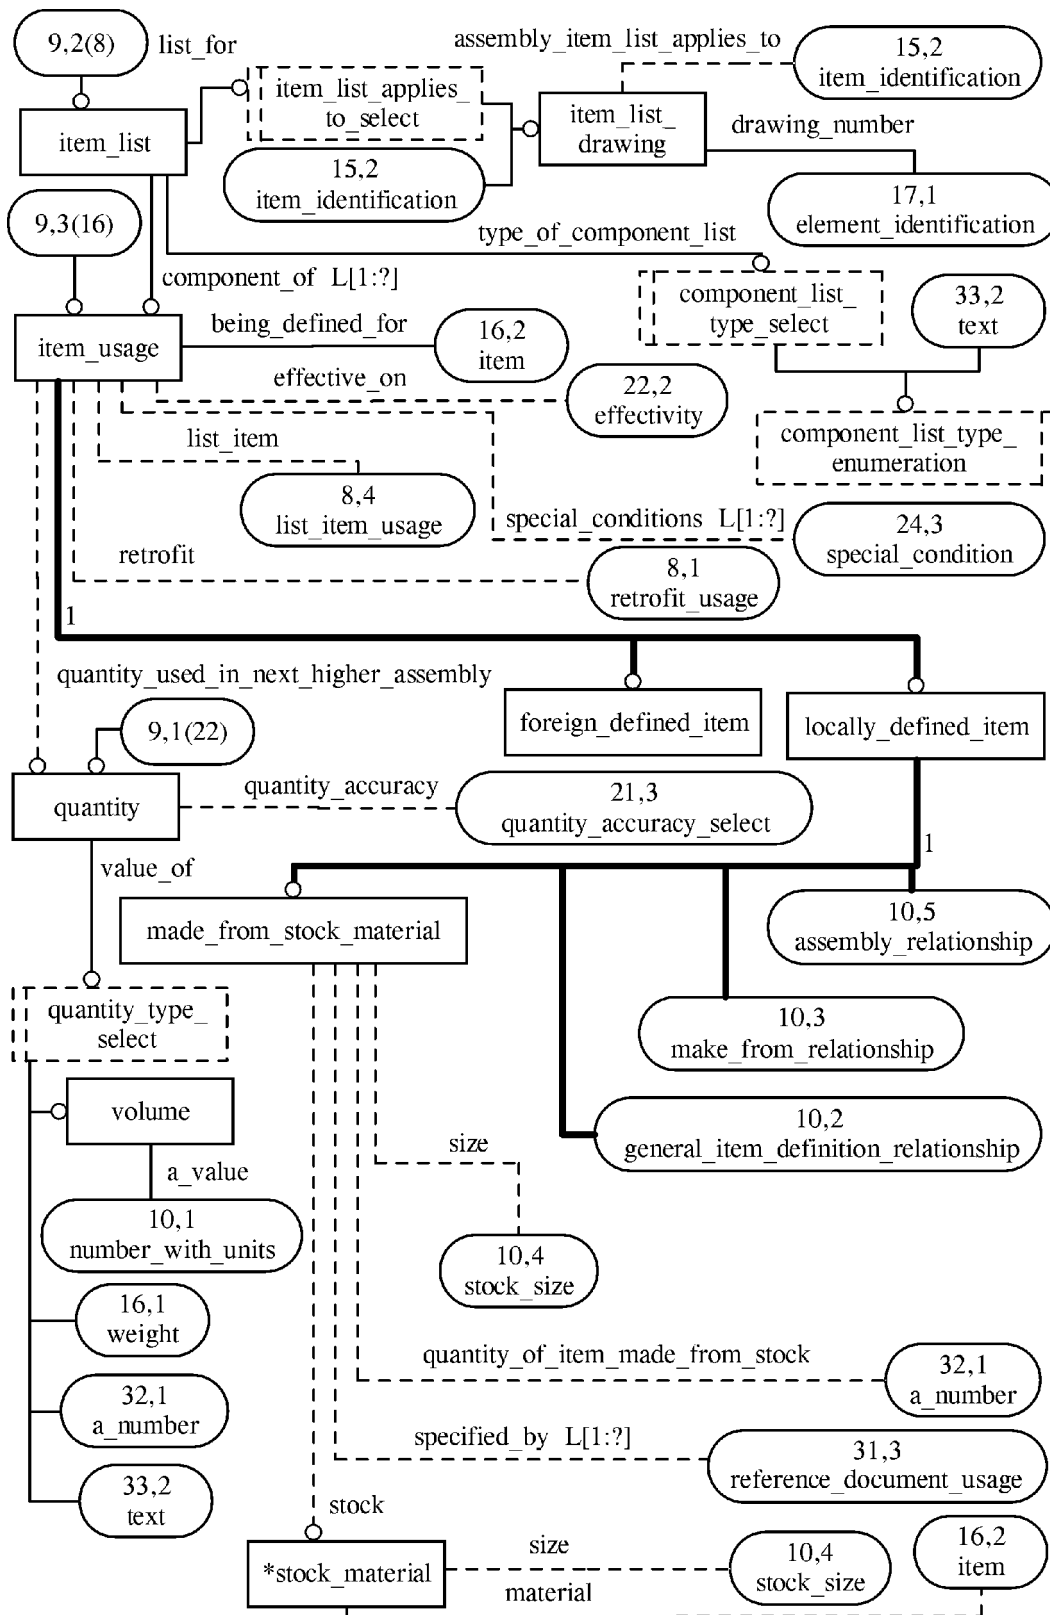 9,2(8)
list_for
assembly_item_list_applies_to
15,2
item_identification
item_list_applies_
to_select
item_list_
drawing
drawing_number
item_list
15,2
item_identification
17,1
element_identification
9,3(16)
type_of_component_list
component_of L[1:?]
component_list_
type_select
33,2
text
being_defined_for
item_usage
16,2
item
effective_on
22,2
effectivity
component_list_type_
enumeration
list_item
8,4
list_item_usage
special_conditions L[1:?]
24,3
special_condition
retrofit
8,1
retrofit_usage
1
quantity_used_in_next_higher_assembly
foreign_defined_item
locally_defined_item
9,1(22)
quantity_accuracy
quantity
21,3
quantity_accuracy_select
1
value_of
made_from_stock_material
10,5
assembly_relationship
quantity_type_
select
10,3
make_from_relationship
volume
10,2
general_item_definition_relationship
size
a_value
10,1
number_with_units
10,4
stock_size
16,1
weight
quantity_of_item_made_from_stock
32,1
a_number
32,1
a_number
specified_by L[1:?]
31,3
reference_document_usage
33,2
text
stock
size
16,2
item
*stock_material
10,4
stock_size
material